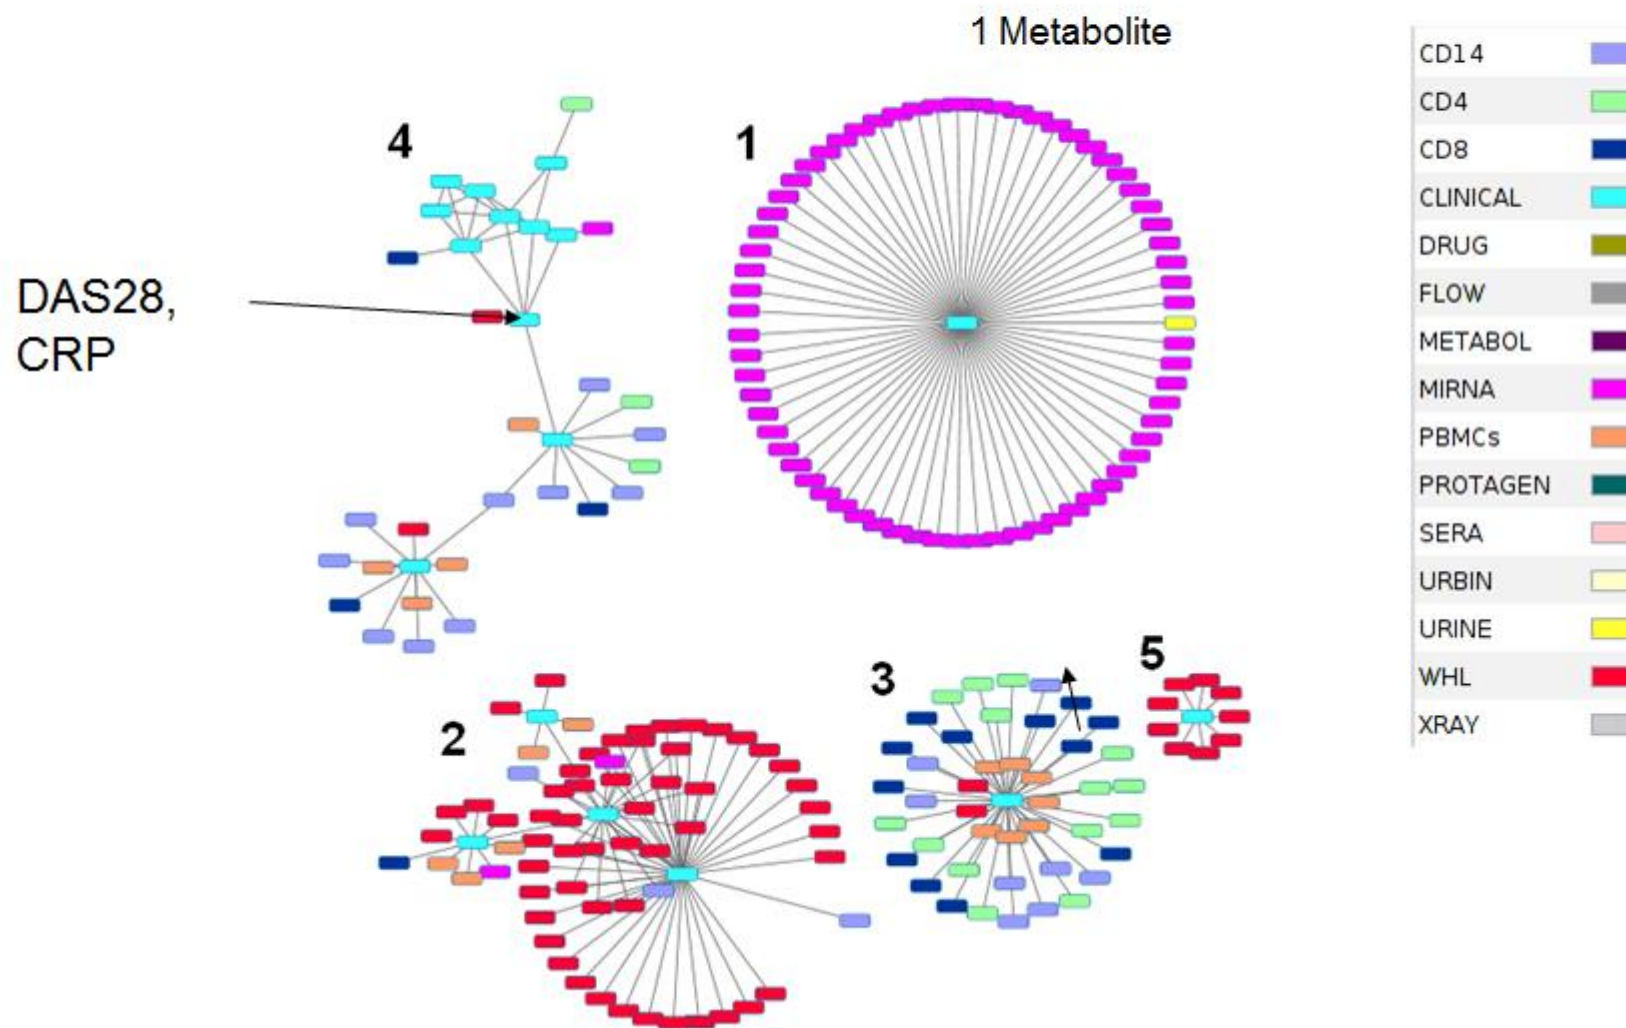 1 Metabolite
4
1
DAS28,
CRP
2
3
5
CD14
CD4
CD8
CLINICAL
DRUG
FLOW
METABOL
MIRNA
PBMCs
PROTAGEN
SERA
URBIN
URINE
WHL
XRAY